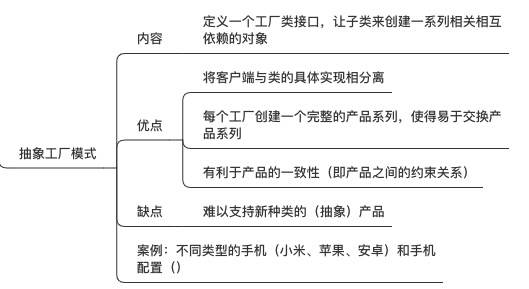 定义一个工厂类接口，让子类来创建一系列相关相互
依赖的对象
内容
将客户端与类的具体实现相分离
每个工厂创建一个完整的产品系列，使得易于交换产
品系列
优点
有利于产品的一致性（即产品之间的约束关系）
抽象工厂模式
缺点
难以支持新种类的（抽象）产品
案例：不同类型的手机（小米、苹果、安卓）和手机
配置（）